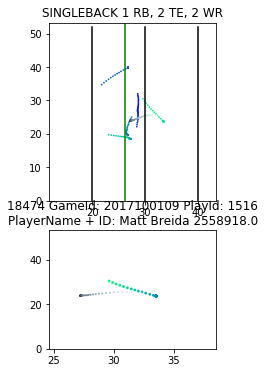 SINGLEBACK 1 RB, 2 TE, 2 WR
50
40
30
20
10
0
20 30 40
18474 GameId: 2017100109 PlayId: 1516
PlayerName + ID: Matt Breida 2558918.0
40
20
0
25 30 35